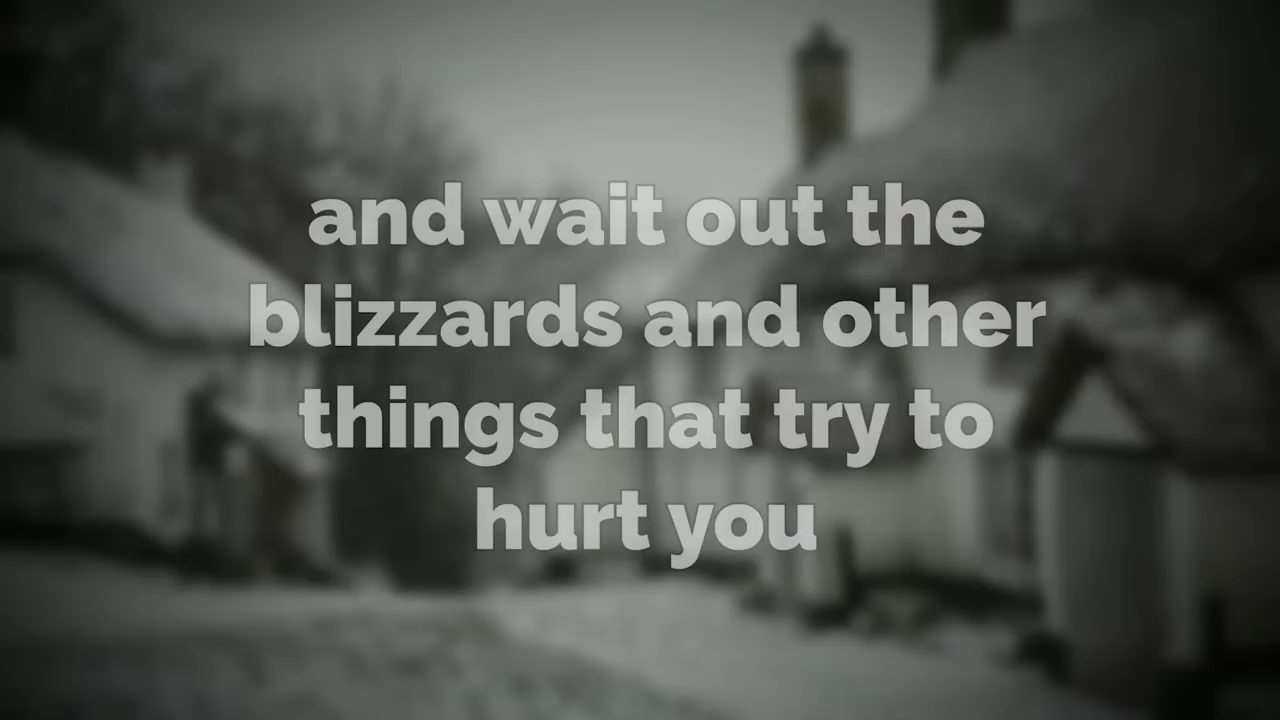 and wait out the
blizzards and other
things that try to
hurt you